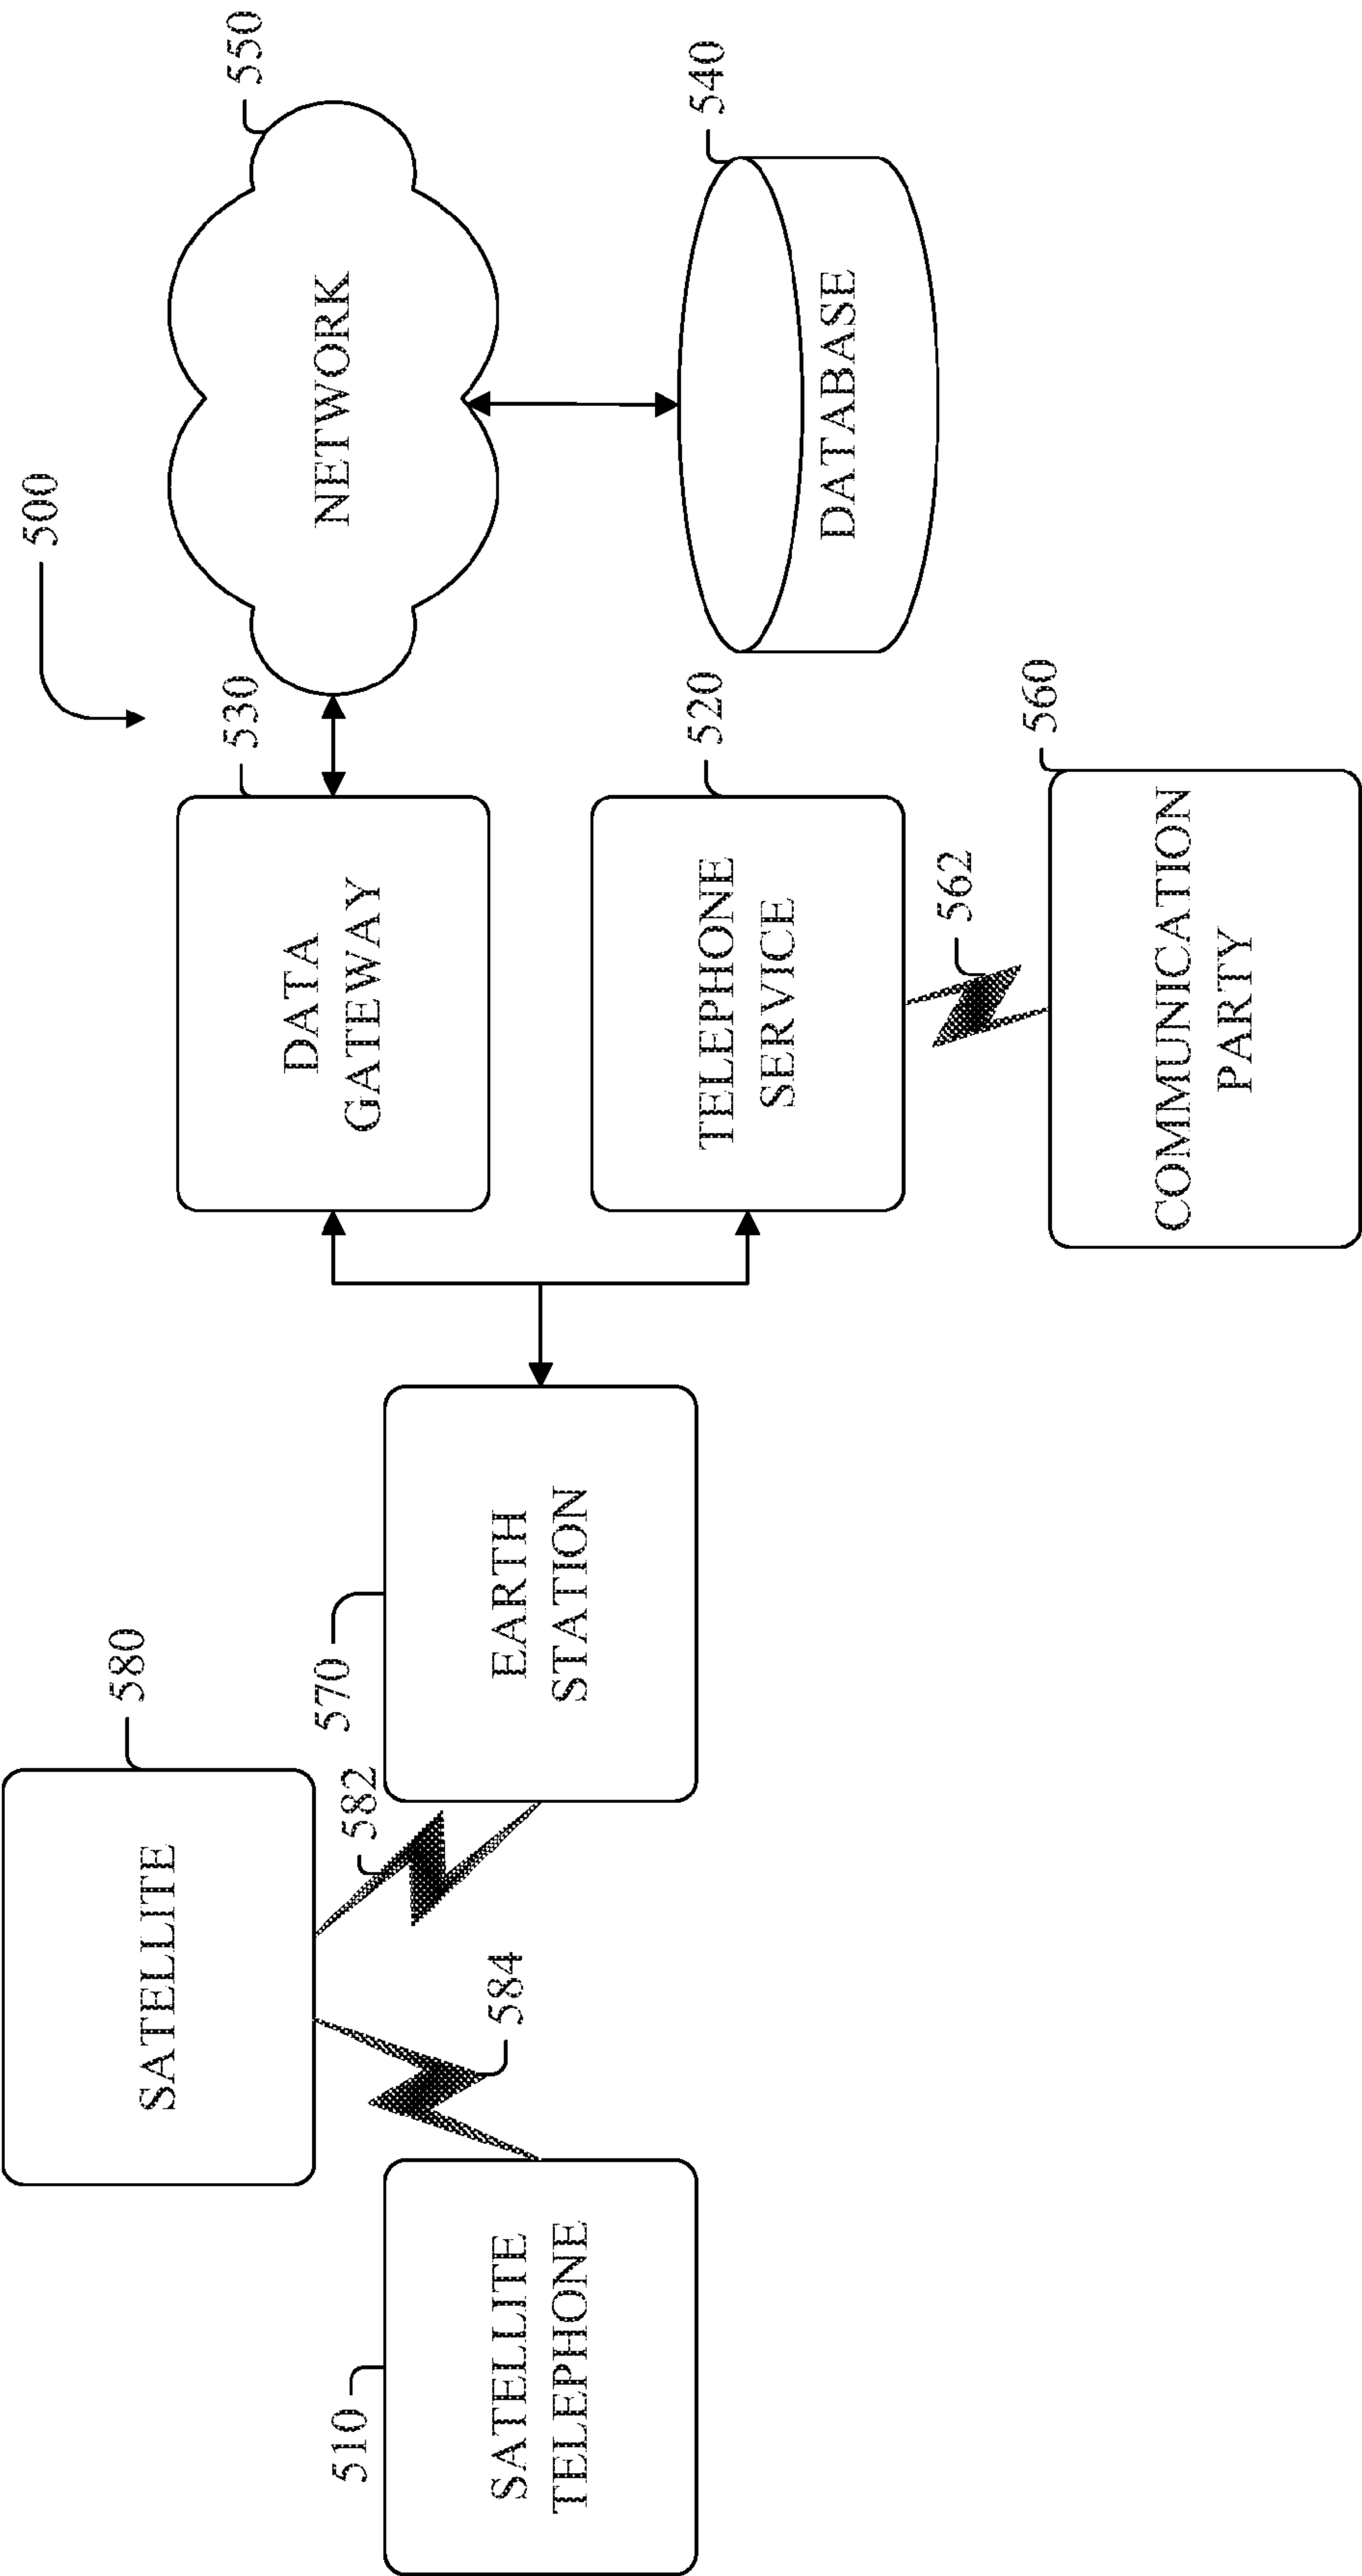 500
580
SATELLITE
530
DATA
GATEWAY
550
NETWORK
582
584
510
SATELLITE
TELEPHONE
570
EARTH
STATION
520
TELEPHONE
SERVICE
540
DATABASE
562
560
COMMUNICATION
PARTY